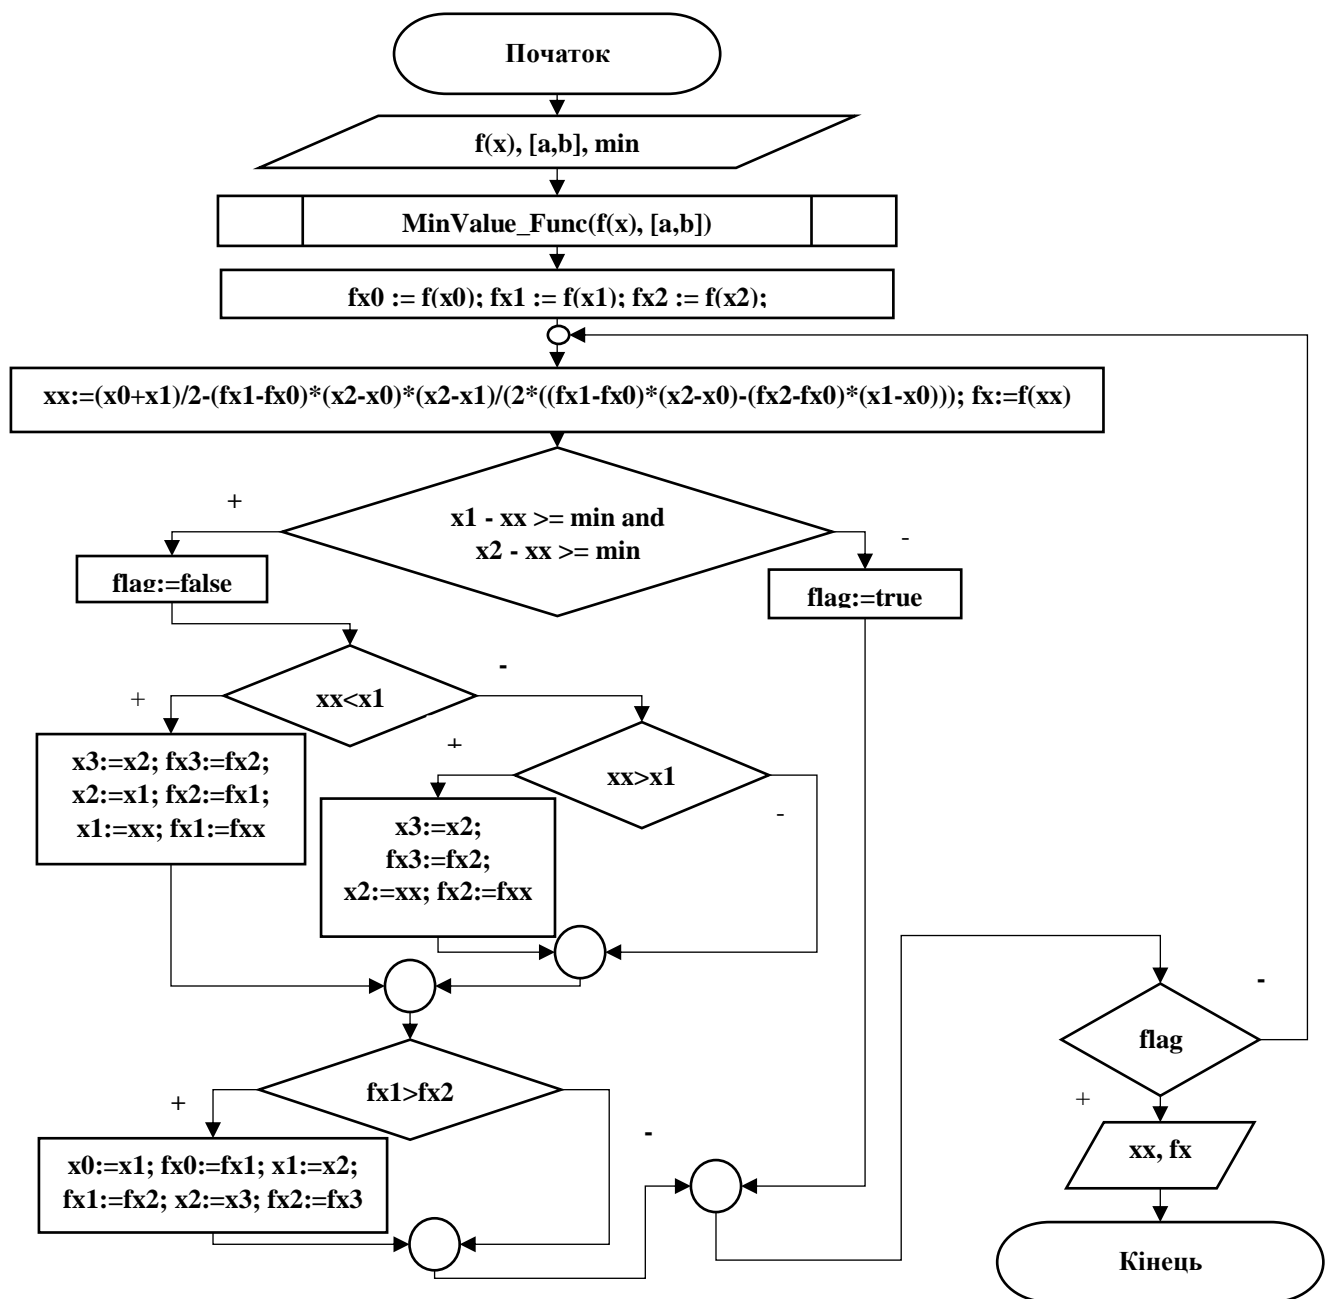 Початок
f(x), [a,b], min
MinValue_Func(f(x), [a,b])
fx0 := f(x0); fx1 := f(x1); fx2 := f(x2);
xx:=(x0+x1)/2-(fx1-fx0)*(x2-x0)*(x2-x1)/(2*((fx1-fx0)*(x2-x0)-(fx2-fx0)*(x1-x0))); fx:=f(xx)
+
x1 - xx >= min and
x2 - xx >= min
-
flag:=false
flag:=true
-
+
xx<x1
+
xx>x1
-
x3:=x2; fx3:=fx2;
x2:=x1; fx2:=fx1;
x1:=xx; fx1:=fxx
x3:=x2;
fx3:=fx2;
x2:=xx; fx2:=fxx
-
flag
+
fx1>fx2
+
-
x0:=x1; fx0:=fx1; x1:=x2;
fx1:=fx2; x2:=x3; fx2:=fx3
xx, fx
Кінець